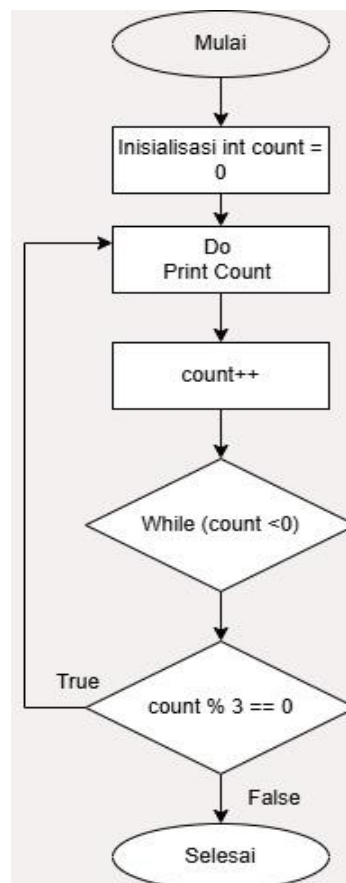 Mulai
Inisialisasi int count =
0
Do
Print Count
count++
While (count <0)
True
count % 3 == 0
False
Selesai